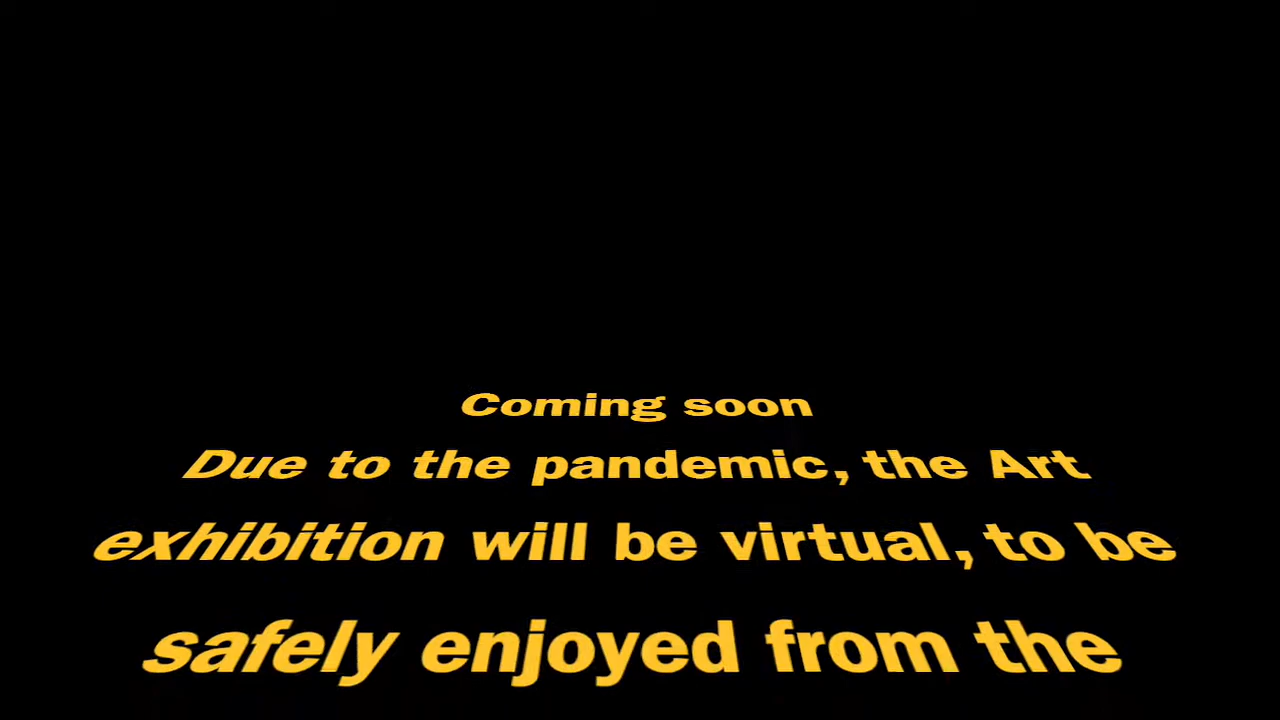 Coming soon
Due to the pandemic, the Art
exhibition will be virtual, to be
safely enjoyed from the